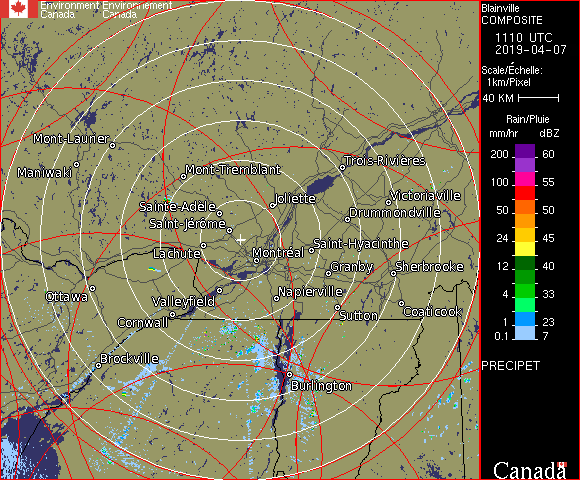 Environment Environnement
Canada Canada
Blainville
COMPOSITE
1110 UTC
2019-04-07
Scale/Échelle:
1km/Pixel
40 KM
Rain/Pluie
mm/hr dBZ
200 60
100 55
50 50
24 45
12 40
4 33
1 23
0.1 7
PRECIPET
Canada
Mont-Laurier
Maniwaki
Mont-Tremblant
Trois-Rivières
Joliette
Victoriaville
Sainte-Adèle
Drummondville
Saint-Jérôme
Saint-Hyacinthe
Lachute
Montréal
Granby
Sherbrooke
Ottawa
Valleyfield
Napierville
Cornwall
Sutton
Coaticook
Brockville
Burlington